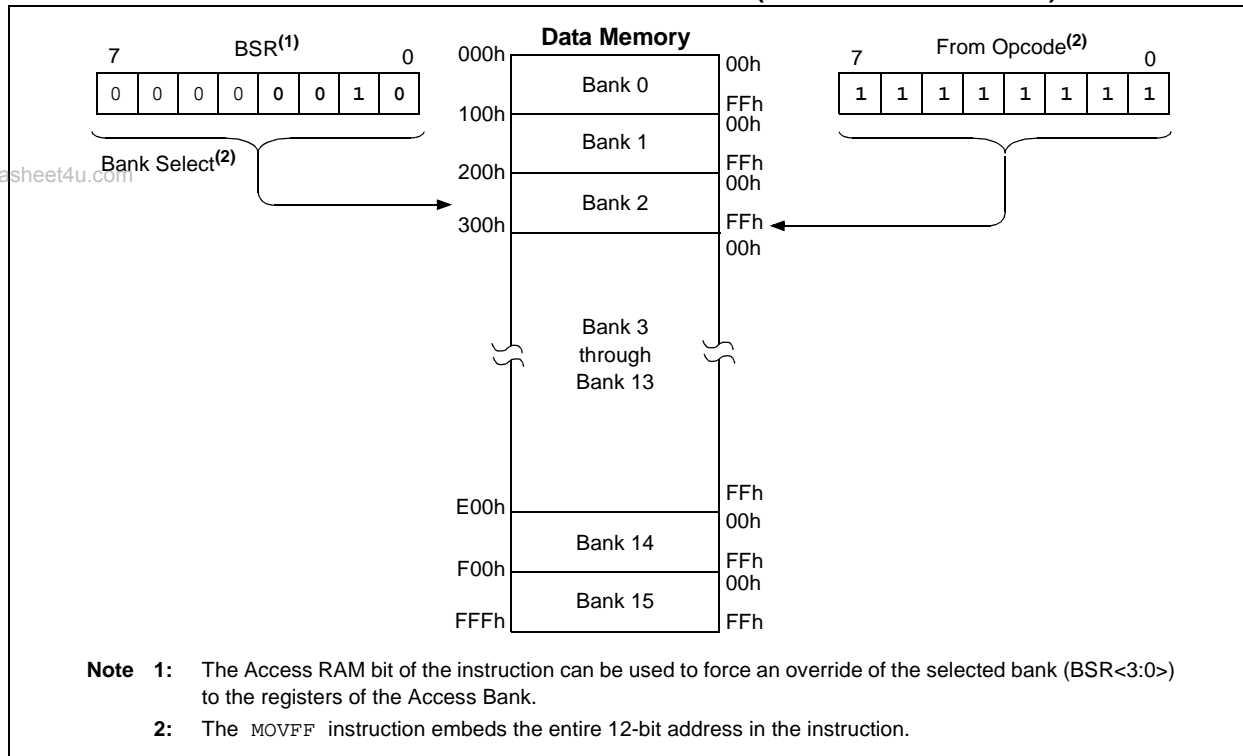 Data Memory
7 BSR(1) 0
0 0 0 0 0 0 1 0
Bank Select(2)
asheet4u.com
7 From Opcode(2) 0
1 1 1 1 1 1 1 1
000h Bank 0 00h
FFh
100h Bank 1 00h
FFh
200h Bank 2 00h
300h FFh
00h
Bank 3
through
Bank 13
FFh
E00h 00h
Bank 14
FFh
F00h 00h
Bank 15
FFFh FFh
Note 1: The Access RAM bit of the instruction can be used to force an override of the selected bank (BSR<3:0>)
to the registers of the Access Bank.
2: The MOVFF instruction embeds the entire 12-bit address in the instruction.